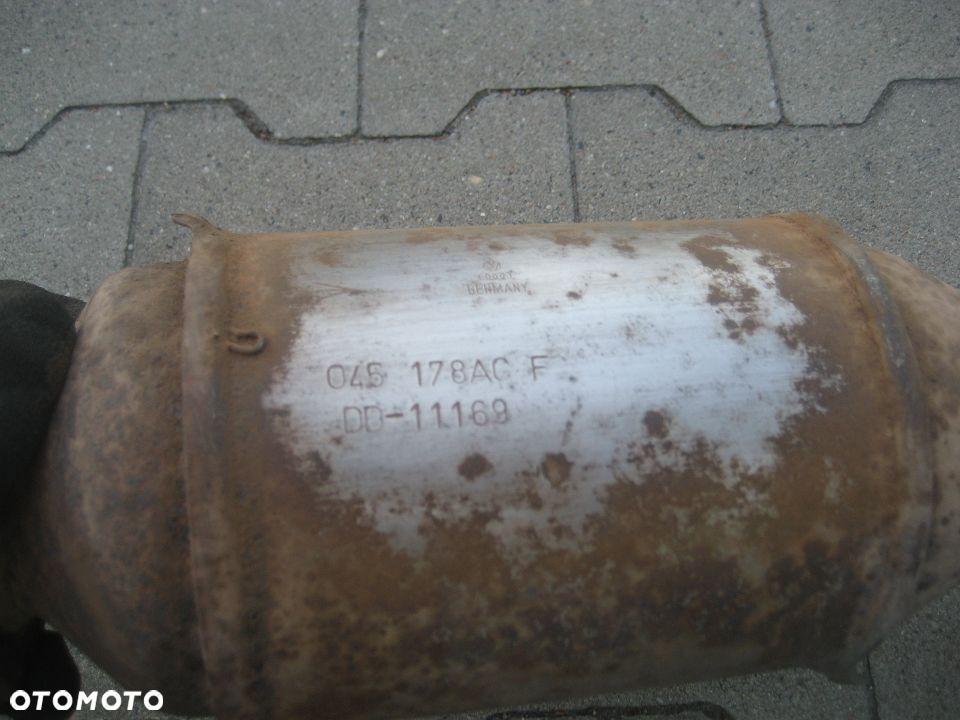 GERMANY
045 178AC F
DD-11169
OTOMOTO